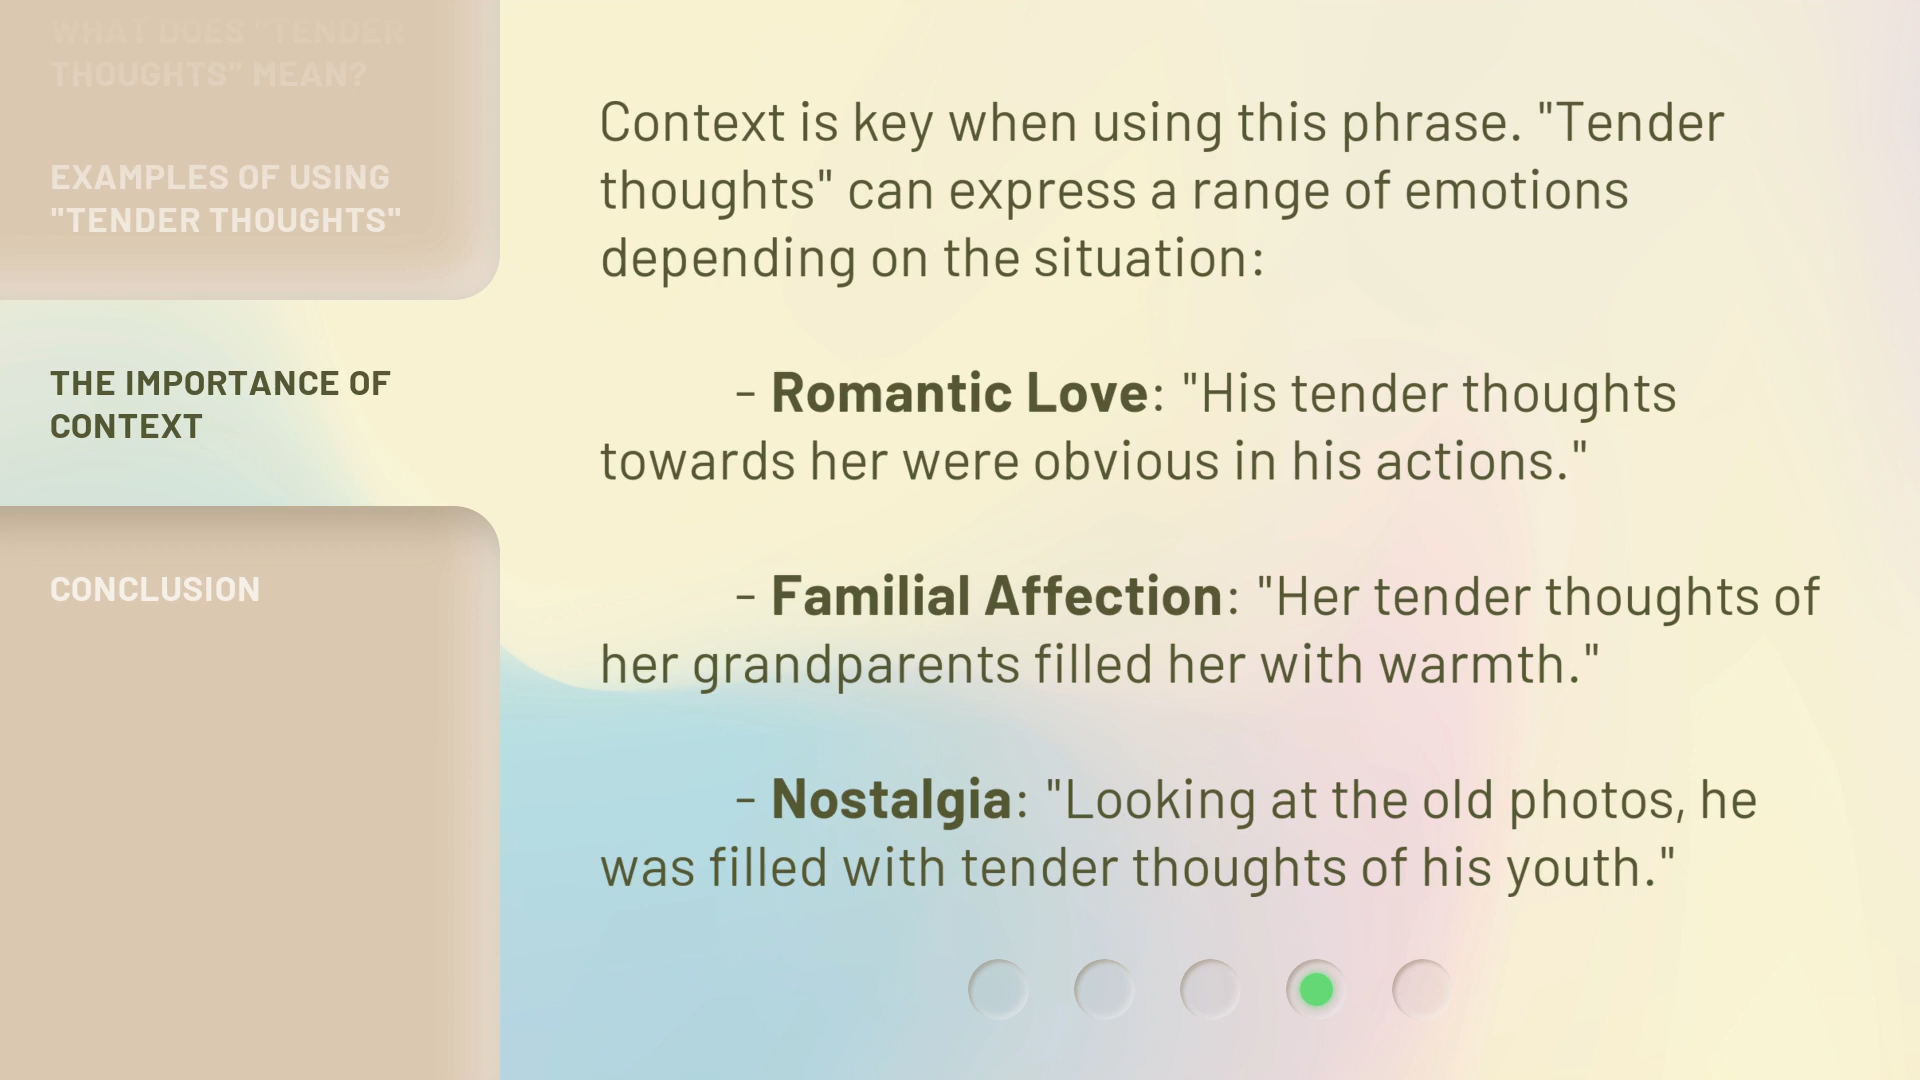 WHAT DOES "TENDER
THOUGHTS" MEAN?
EXAMPLES OF USING
"TENDER THOUGHTS"
THE IMPORTANCE OF
CONTEXT
CONCLUSION
Context is key when using this phrase. "Tender
thoughts" can express a range of emotions
depending on the situation:
- Romantic Love: "His tender thoughts
towards her were obvious in his actions."
- Familial Affection: "Her tender thoughts of
her grandparents filled her with warmth."
- Nostalgia: "Looking at the old photos, he
was filled with tender thoughts of his youth."